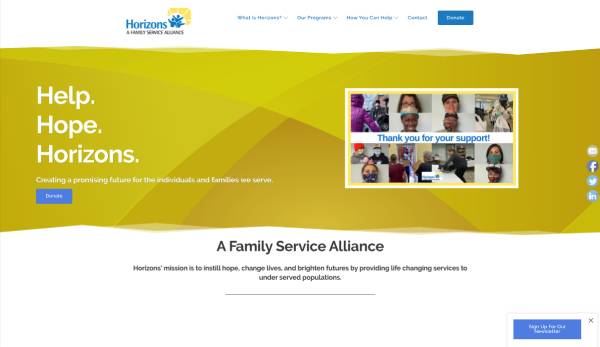 Horizons
A FAMILY SERVICE ALLIANCE
What Is Horizons?
Our Programs
How You Can Help
Contact
Donate
Help.
Hope.
Horizons.
Creating a promising future for the individuals and families we serve.
Donate
Thank you for your support!
Horizons
A Family Service Alliance
Horizons' mission is to instill hope, change lives, and brighten futures by providing life changing services to
under served populations.
Sign Up For Our
Newsletter